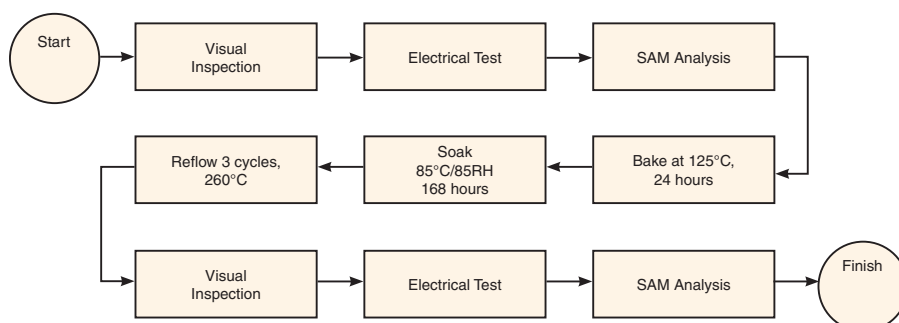 Start
Visual
Inspection
Electrical Test
SAM Analysis
Bake at 125°C,
24 hours
Soak
85°C/85RH
168 hours
Reflow 3 cycles,
260°C
Visual
Inspection
Electrical Test
SAM Analysis
Finish